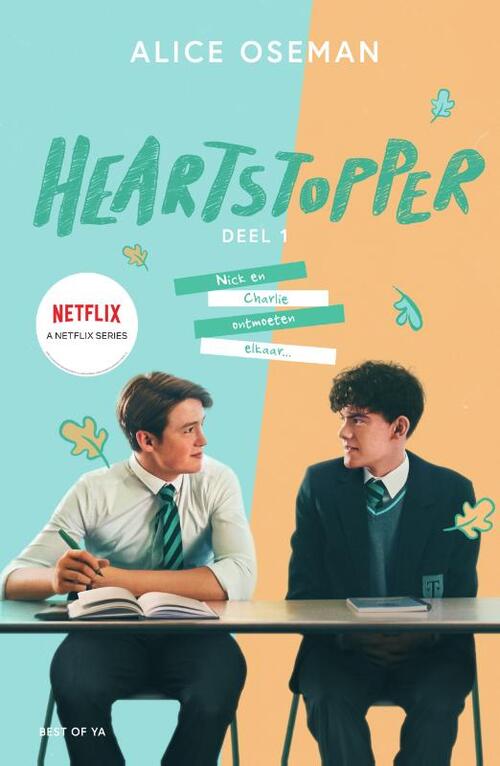 ALICE OSEMAN
HEARTSTOPPER
DEEL 1
Nick en
Charlie
ontmoeten
elkaar...
NETFLIX
A NETFLIX SERIES
T
BEST OF YA